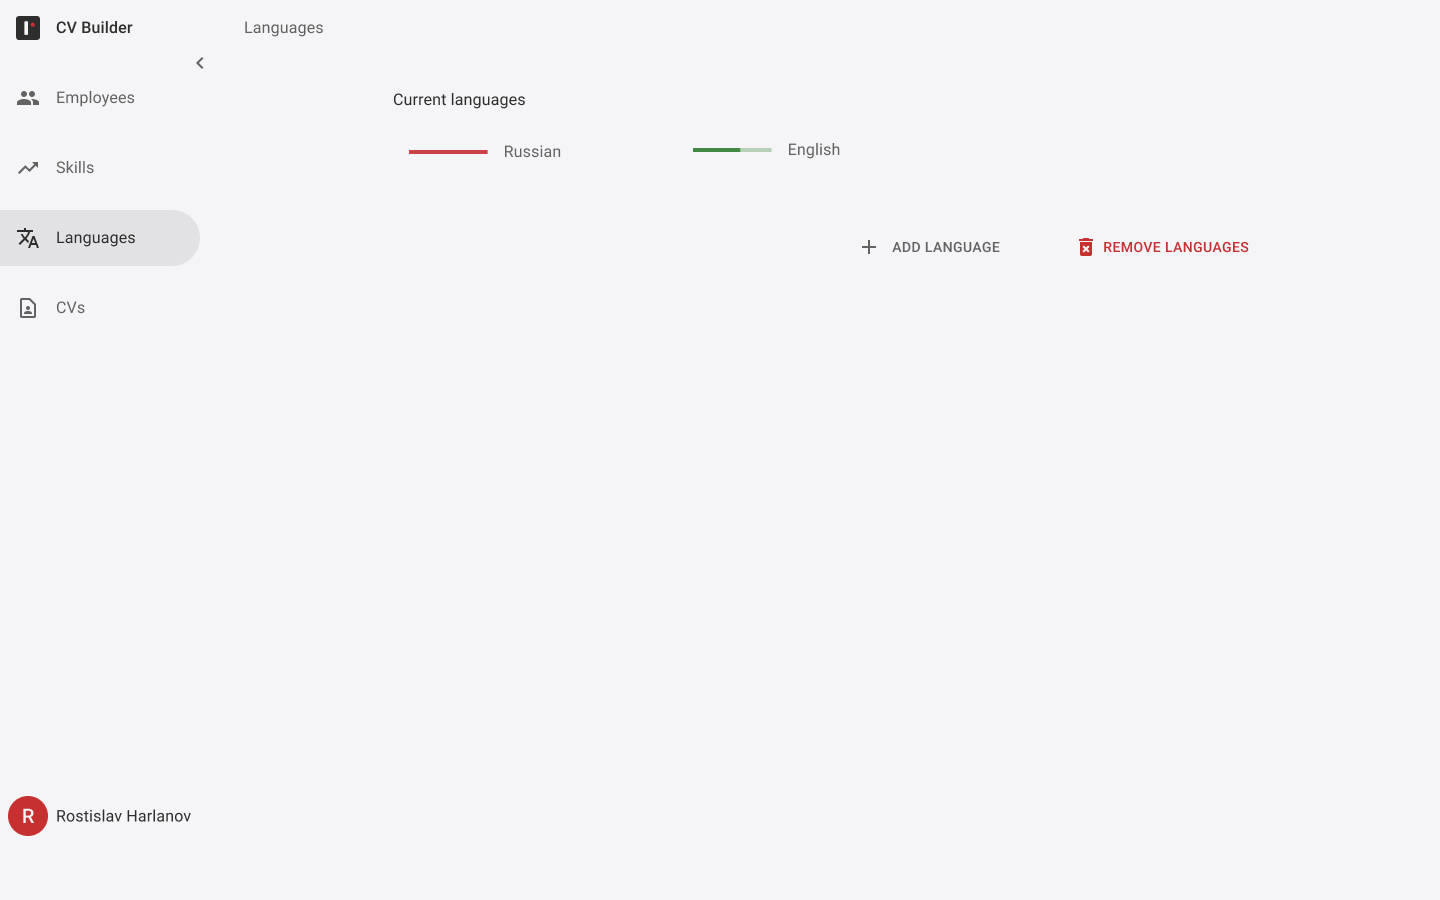 CV Builder
Languages
Employees
Skills
Languages
CVs
Current languages
Russian
English
ADD LANGUAGE
REMOVE LANGUAGES
R
Rostislav Harlanov